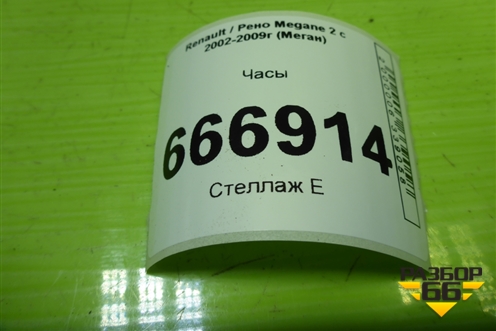 Renault / Рено Megane 2 с
2002-2009г (Меган)
Часы
666914
Стеллаж Е
РАЗБОР
66